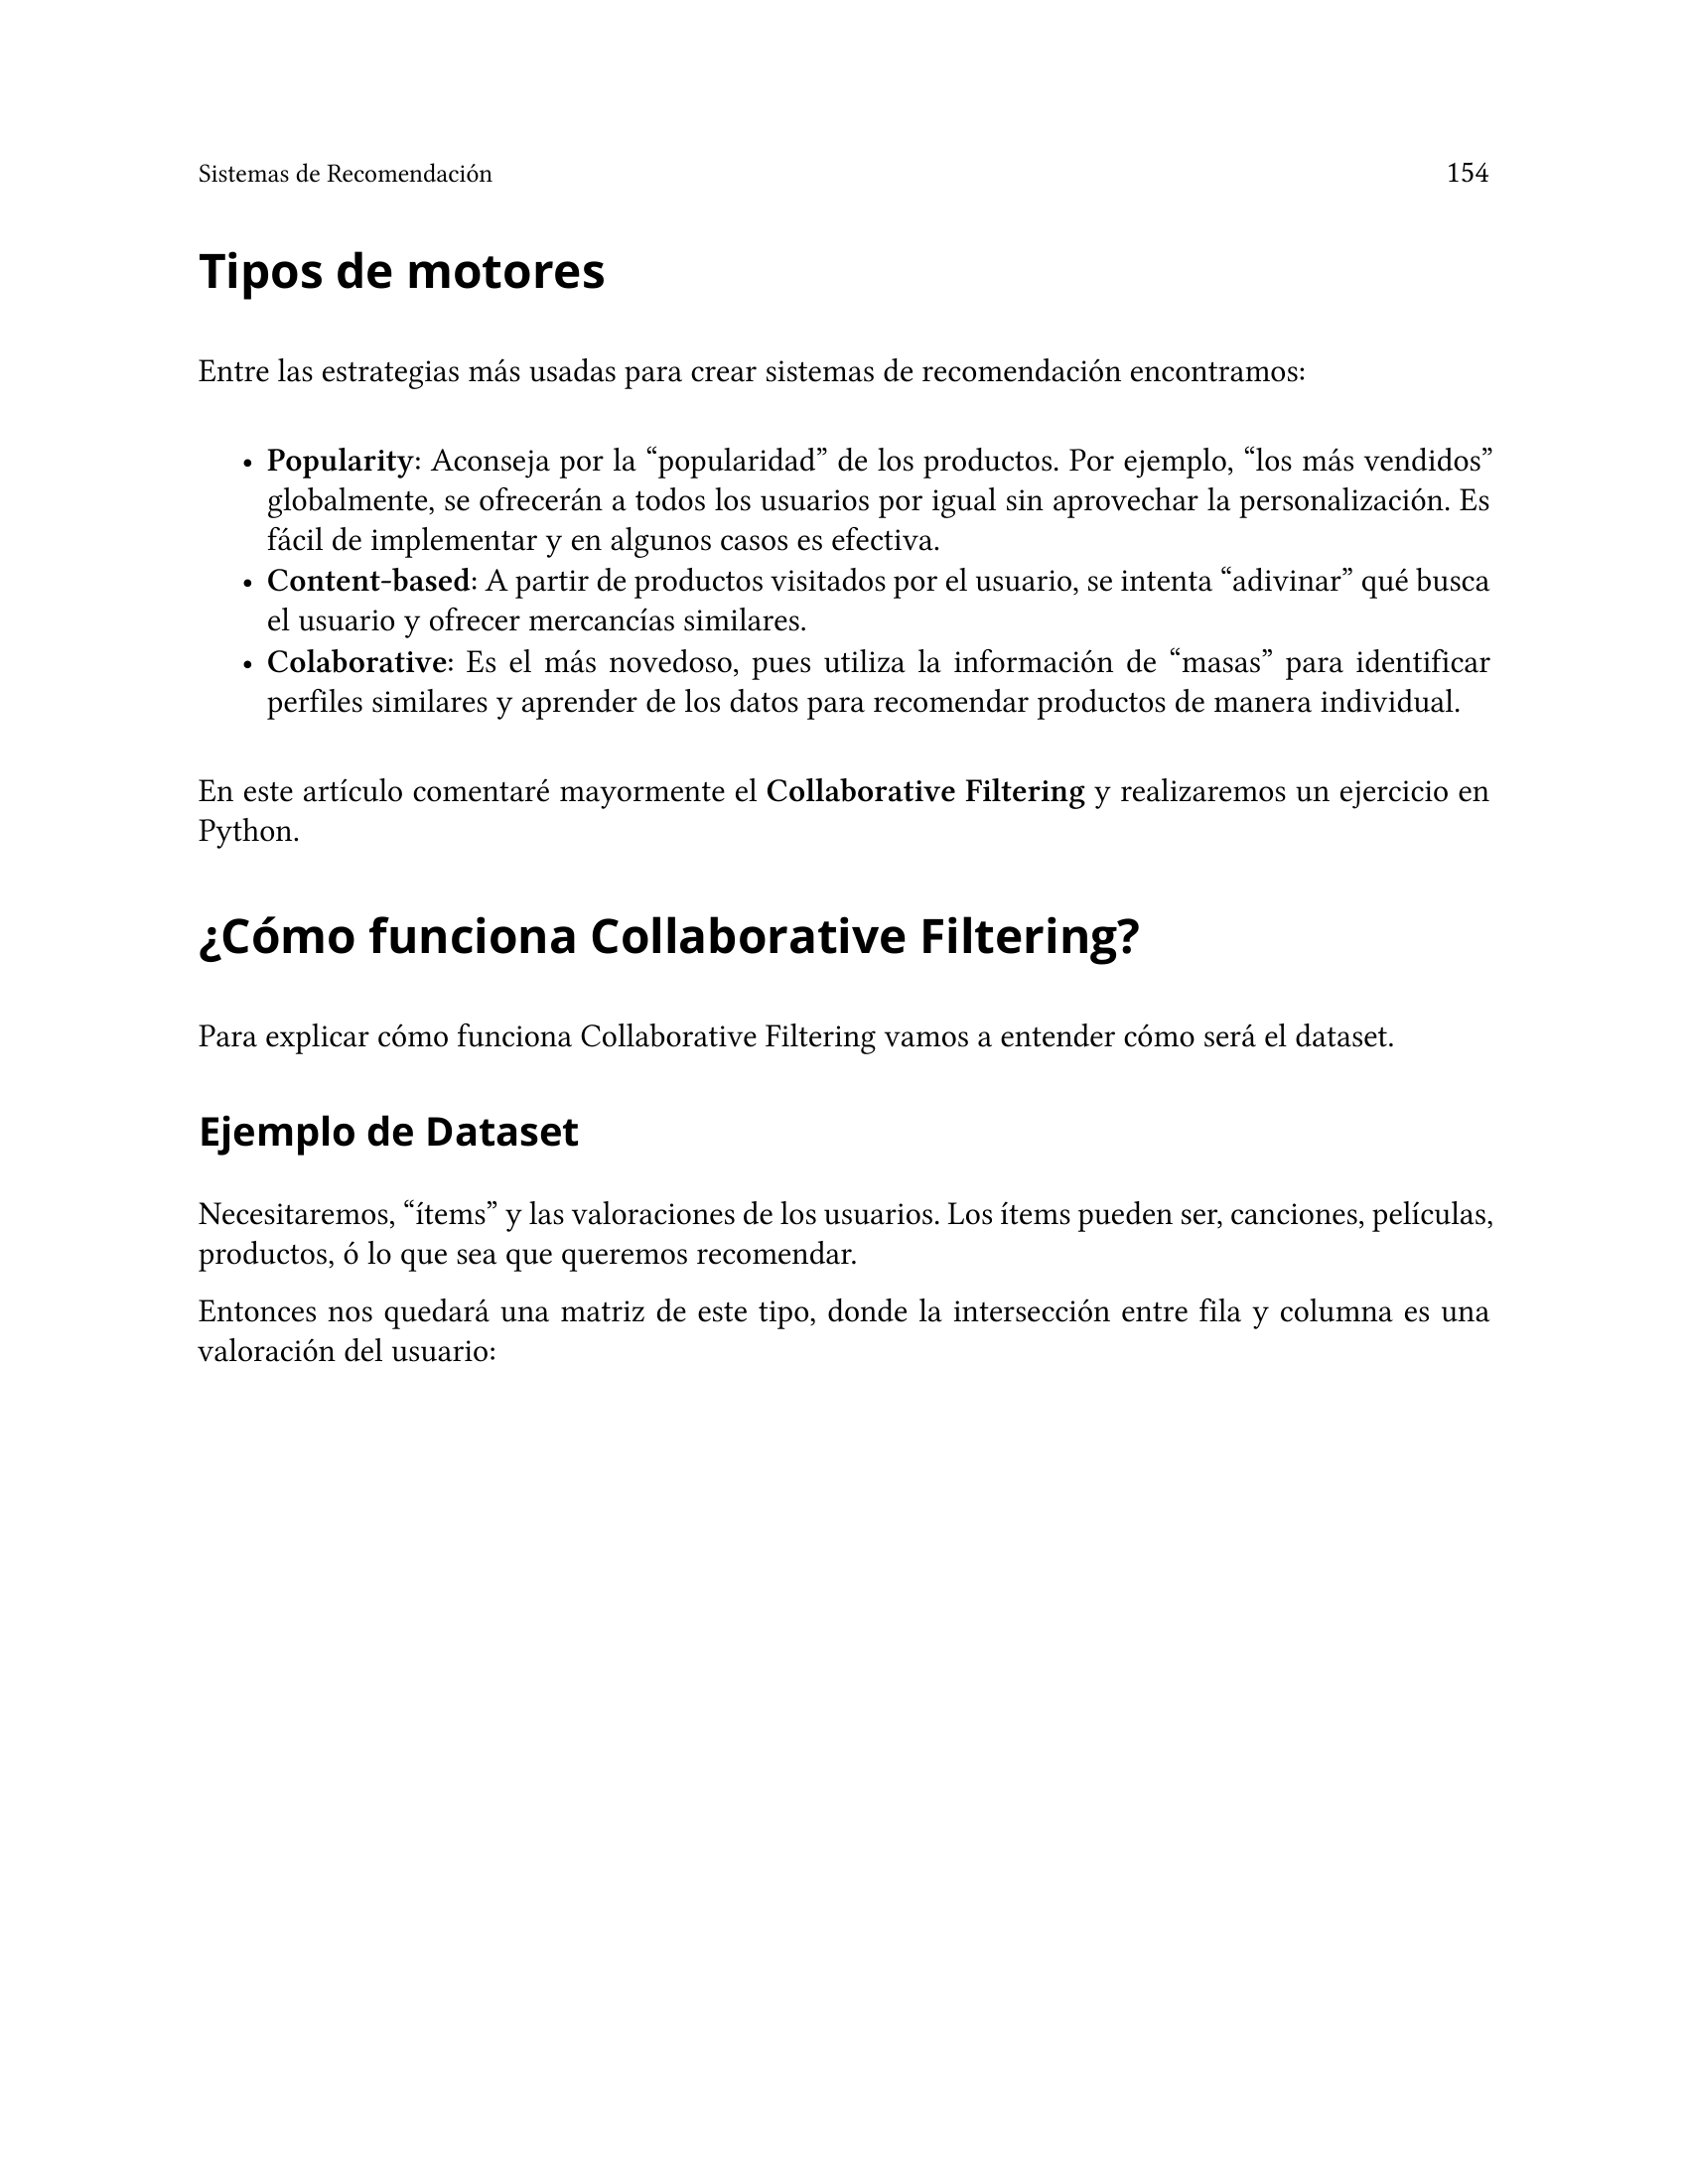 Sistemas de Recomendación 154
Tipos de motores
Entre las estrategias más usadas para crear sistemas de recomendación encontramos:
• Popularity: Aconseja por la “popularidad” de los productos. Por ejemplo, “los más vendidos”
globalmente, se ofrecerán a todos los usuarios por igual sin aprovechar la personalización. Es
fácil de implementar y en algunos casos es efectiva.
• Content-based: A partir de productos visitados por el usuario, se intenta “adivinar” qué busca
el usuario y ofrecer mercancías similares.
• Colaborative: Es el más novedoso, pues utiliza la información de “masas” para identificar
perfiles similares y aprender de los datos para recomendar productos de manera individual.
En este artículo comentaré mayormente el Collaborative Filtering y realizaremos un ejercicio en
Python.
¿Cómo funciona Collaborative Filtering?
Para explicar cómo funciona Collaborative Filtering vamos a entender cómo será el dataset.
Ejemplo de Dataset
Necesitaremos, “ítems” y las valoraciones de los usuarios. Los ítems pueden ser, canciones, películas,
productos, ó lo que sea que queremos recomendar.
Entonces nos quedará una matriz de este tipo, donde la intersección entre fila y columna es una
valoración del usuario: